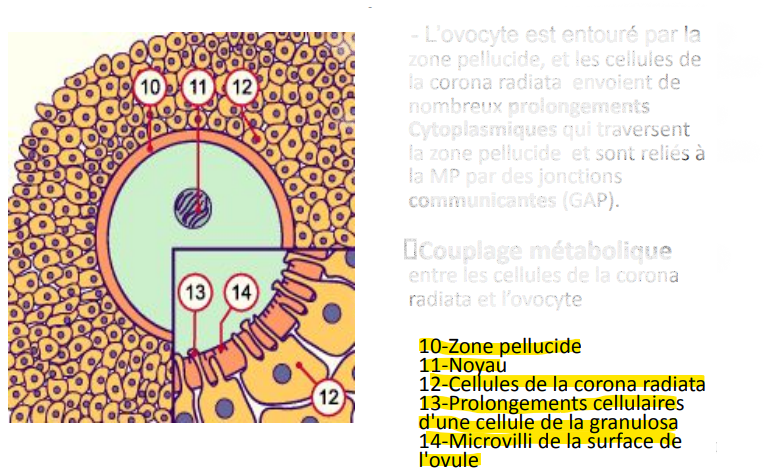 10
11
12
13
14
12
- L'ovocyte est entouré par la
zone pellucide, et les cellules de
la corona radiata envoient de
nombreux prolongements
Cytoplasmiques qui traversent
la zone pellucide et sont reliés à
la MP par des jonctions
communicantes (GAP).
Couplage métabolique
entre les cellules de la corona
radiata et l'ovocyte
10-Zone pellucide
11-Noyau
12-Cellules de la corona radiata
13-Prolongements cellulaires
d'une cellule de la granulosa
14-Microvilli de la surface de
l'ovule